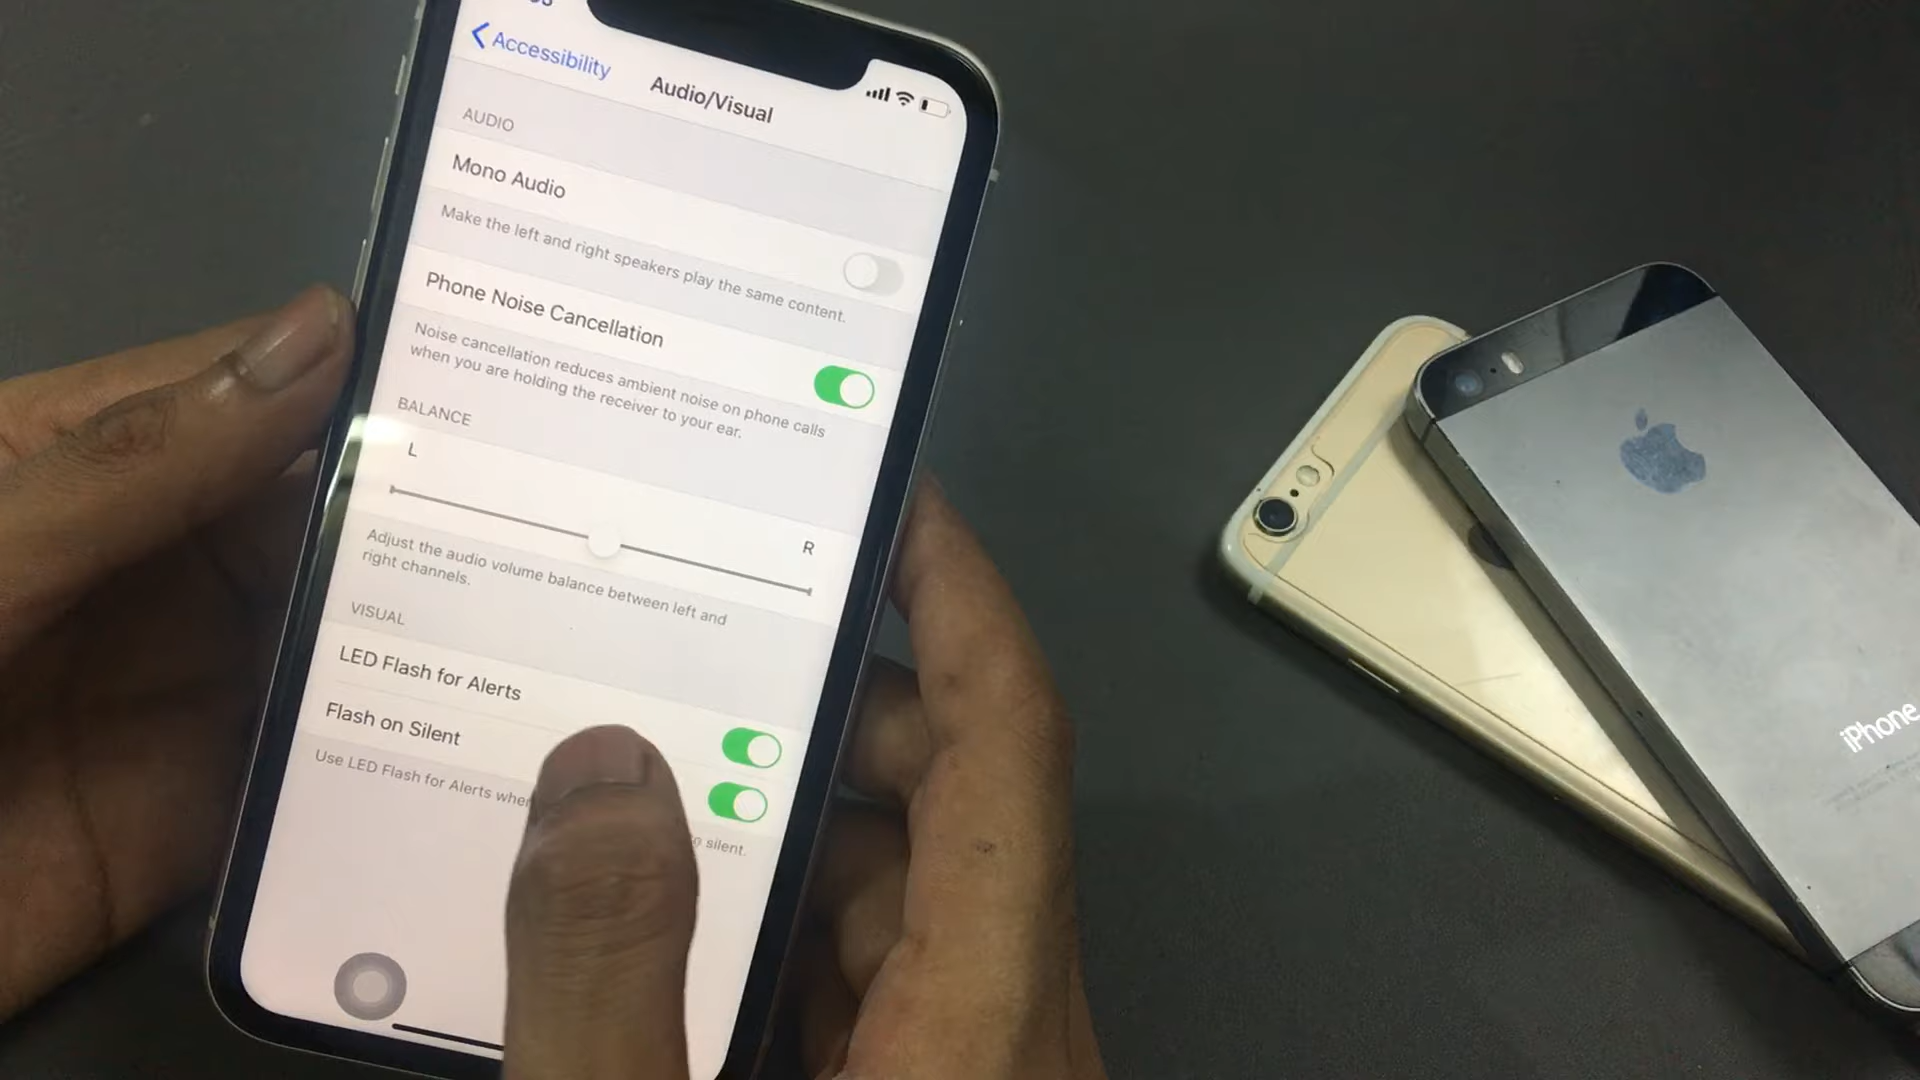 Accessibility
Audio/Visual
AUDIO
Mono Audio
Make the left and right speakers play the same content.
Phone Noise Cancellation
Noise cancellation reduces ambient noise on phone calls
when you are holding the receiver to your ear.
BALANCE
L
R
Adjust the audio volume balance between left and
right channels.
VISUAL
LED Flash for Alerts
Flash on Silent
Use LED Flash for Alerts
silent.
iPhone